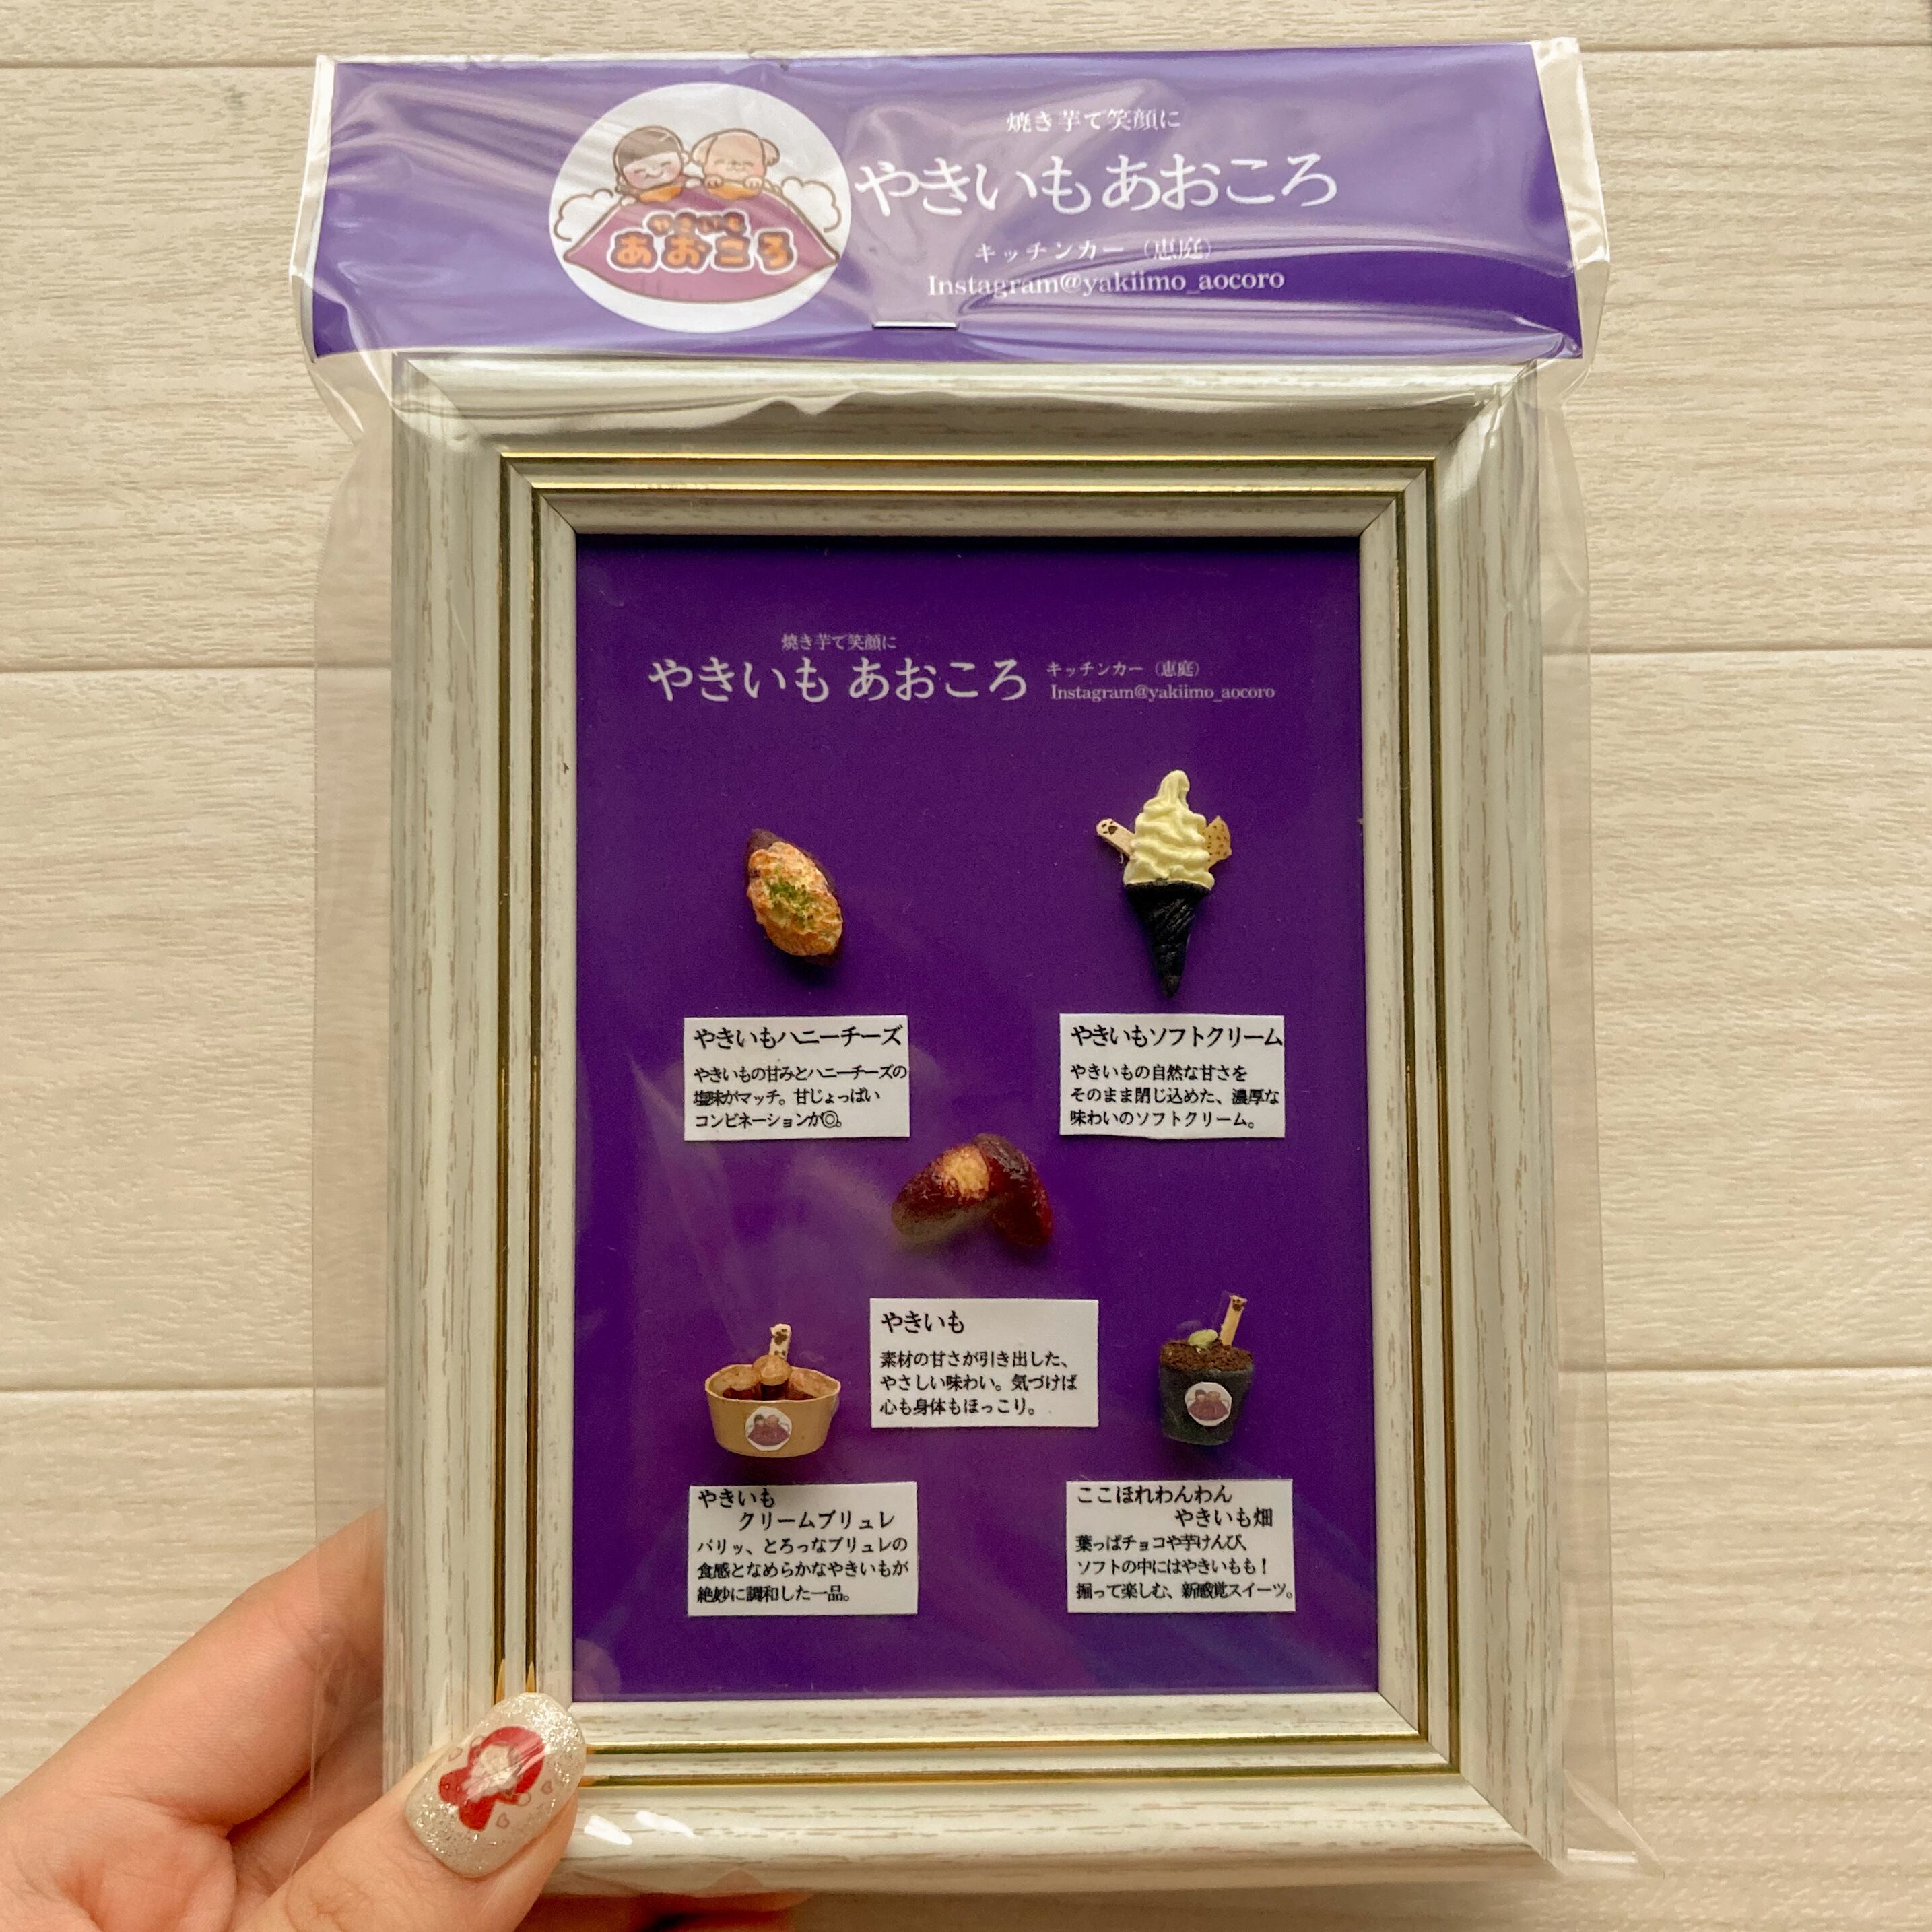 焼き芋で笑顔に
やきいも あおころ
キッチンカー（恵庭）
Instagram@yakiimo_aocoro
やきいも
あおころ
焼き芋で笑顔に
やきいも あおころ
キッチンカー（恵庭）
Instagram@yakiimo_aocoro
やきいもハニーチーズ
やきいもの甘みとハニーチーズの
塩味がマッチ。甘じょっぱい
コンビネーションが◎。
やきいもソフトクリーム
やきいもの自然な甘さを
そのまま閉じ込めた、濃厚な
味わいのソフトクリーム。
やきいも
素材の甘さが引き出した、
やさしい味わい。気づけば
心も身体もほっこり。
やきいも
クリームブリュレ
パリッ、とろっなブリュレの
食感となめらかなやきいもが
絶妙に調和した一品。
ここほれわんわん
やきいも畑
葉っぱチョコや芋けんぴ、
ソフトの中にはやきいもも！
掘って楽しむ、新感覚スイーツ。